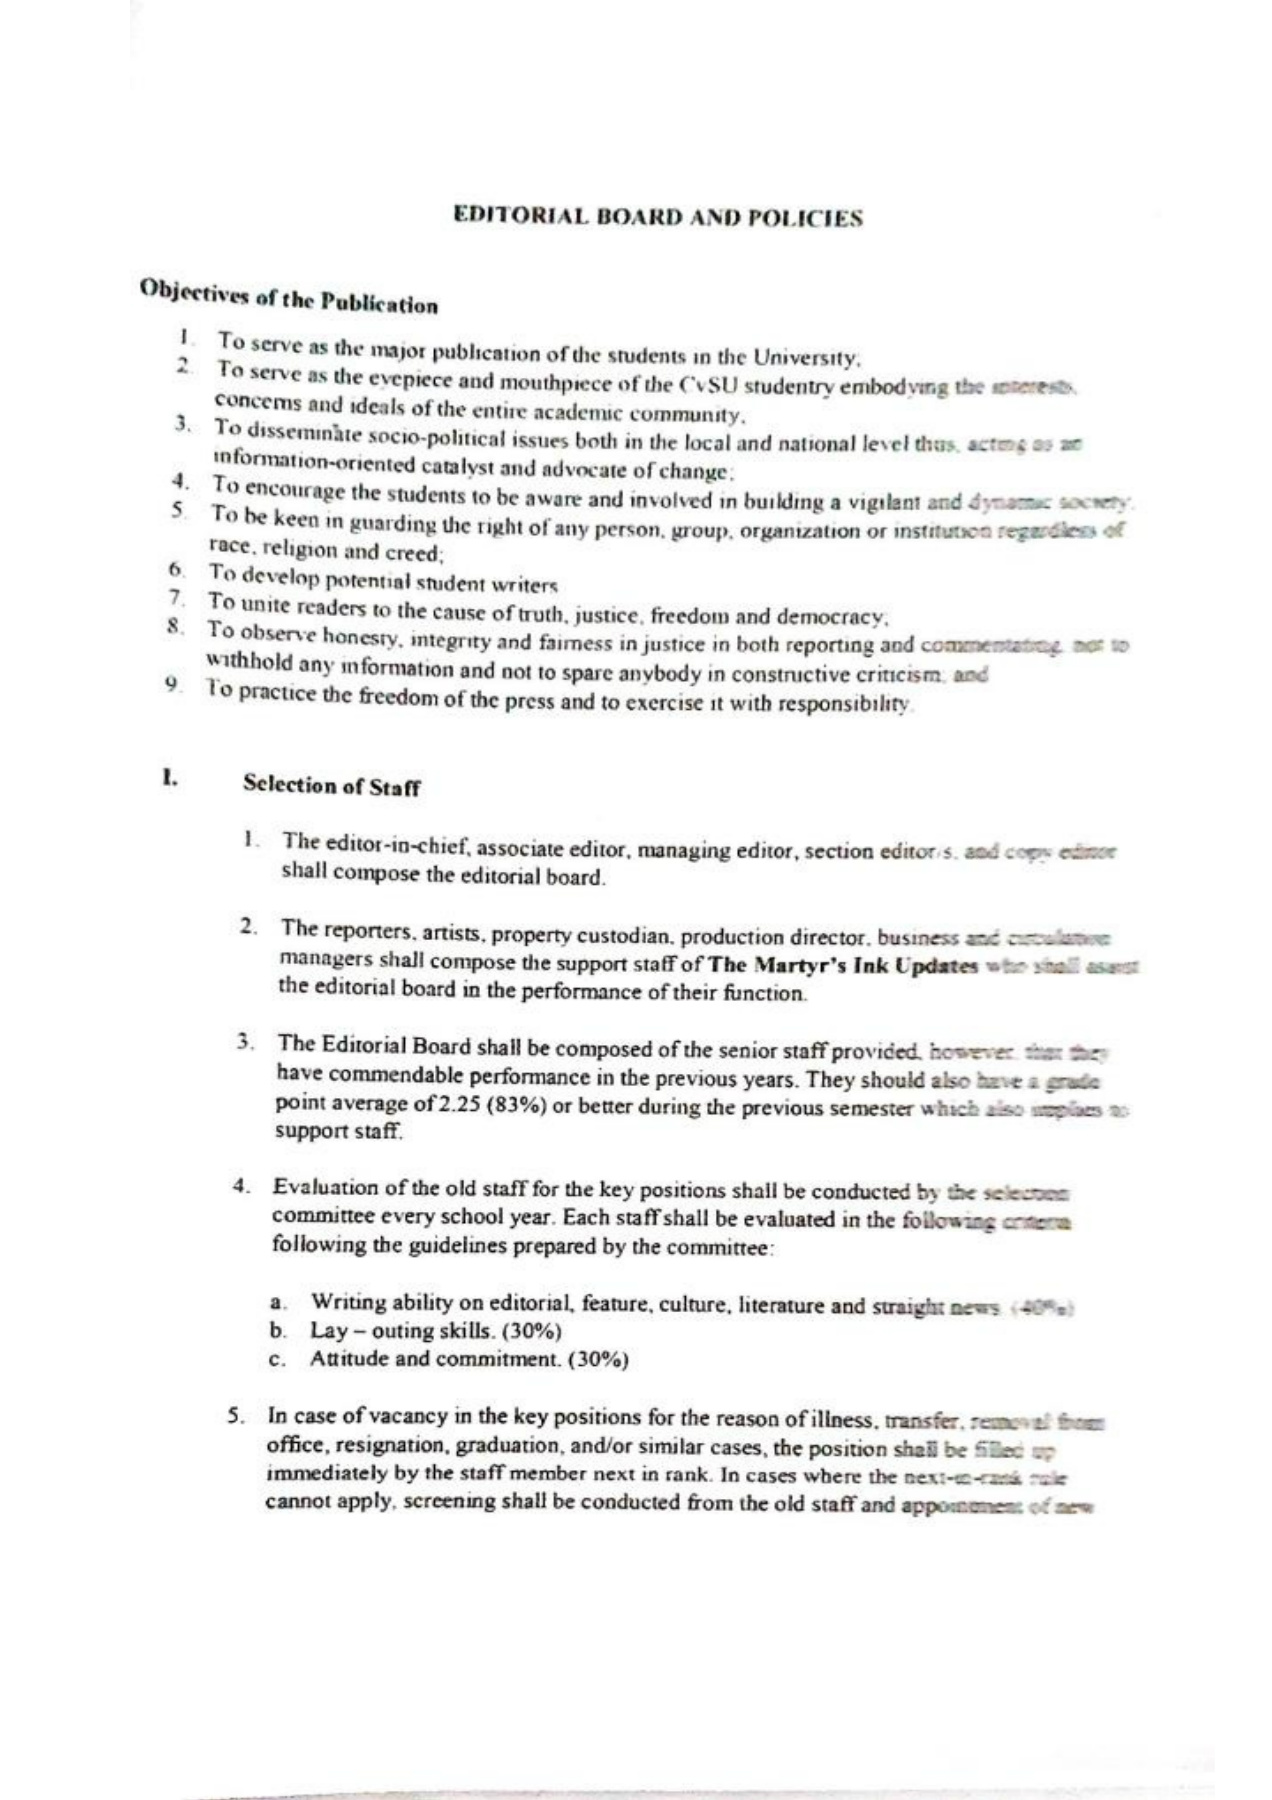 EDITORIAL BOARD AND POLICIES
Objectives of the Publication
1. To serve as the major publication of the students in the University.
2. To serve as the eyepiece and mouthpiece of the CvSU studentry embodying the interests,
concerns and ideals of the entire academic community.
3. To disseminate socio-political issues both in the local and national level thus, acting as an
information-oriented catalyst and advocate of change;
4. To encourage the students to be aware and involved in building a vigilant and dynamic society.
5. To be keen in guarding the right of any person, group, organization or institution regardless of
race, religion and creed;
6. To develop potential student writers
7. To unite readers to the cause of truth, justice, freedom and democracy,
8. To observe honesty, integrity and fairness in justice in both reporting and commentating, not to
withhold any information and not to spare anybody in constructive criticism, and
9. To practice the freedom of the press and to exercise it with responsibility.
I. Selection of Staff
1. The editor-in-chief, associate editor, managing editor, section editor/s, and copy editor
shall compose the editorial board.
2. The reporters, artists, property custodian, production director, business and circulation
managers shall compose the support staff of The Martyr's Ink Updates who shall assist
the editorial board in the performance of their function.
3. The Editorial Board shall be composed of the senior staff provided, however, that they
have commendable performance in the previous years. They should also have a grade
point average of 2.25 (83%) or better during the previous semester which also to
support staff.
4. Evaluation of the old staff for the key positions shall be conducted by the selection
committee every school year. Each staff shall be evaluated in the following criteria
following the guidelines prepared by the committee:
a. Writing ability on editorial, feature, culture, literature and straight news. (40%)
b. Lay – outing skills. (30%)
c. Attitude and commitment. (30%)
5. In case of vacancy in the key positions for the reason of illness, transfer, removal from
office, resignation, graduation, and/or similar cases, the position shall be filled up
immediately by the staff member next in rank. In cases where the next-in-rank rule
cannot apply, screening shall be conducted from the old staff and appointment of new